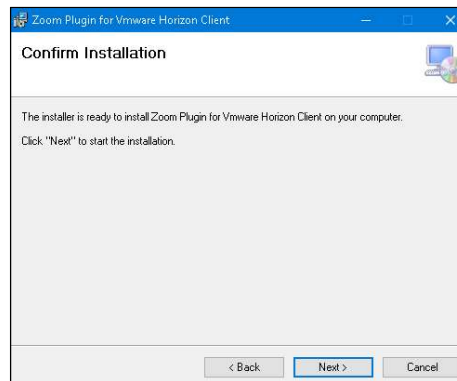 Zoom Plugin for Vmware Horizon Client
Confirm Installation
The installer is ready to install Zoom Plugin for Vmware Horizon Client on your computer.
Click "Next" to start the installation.
< Back
Next >
Cancel